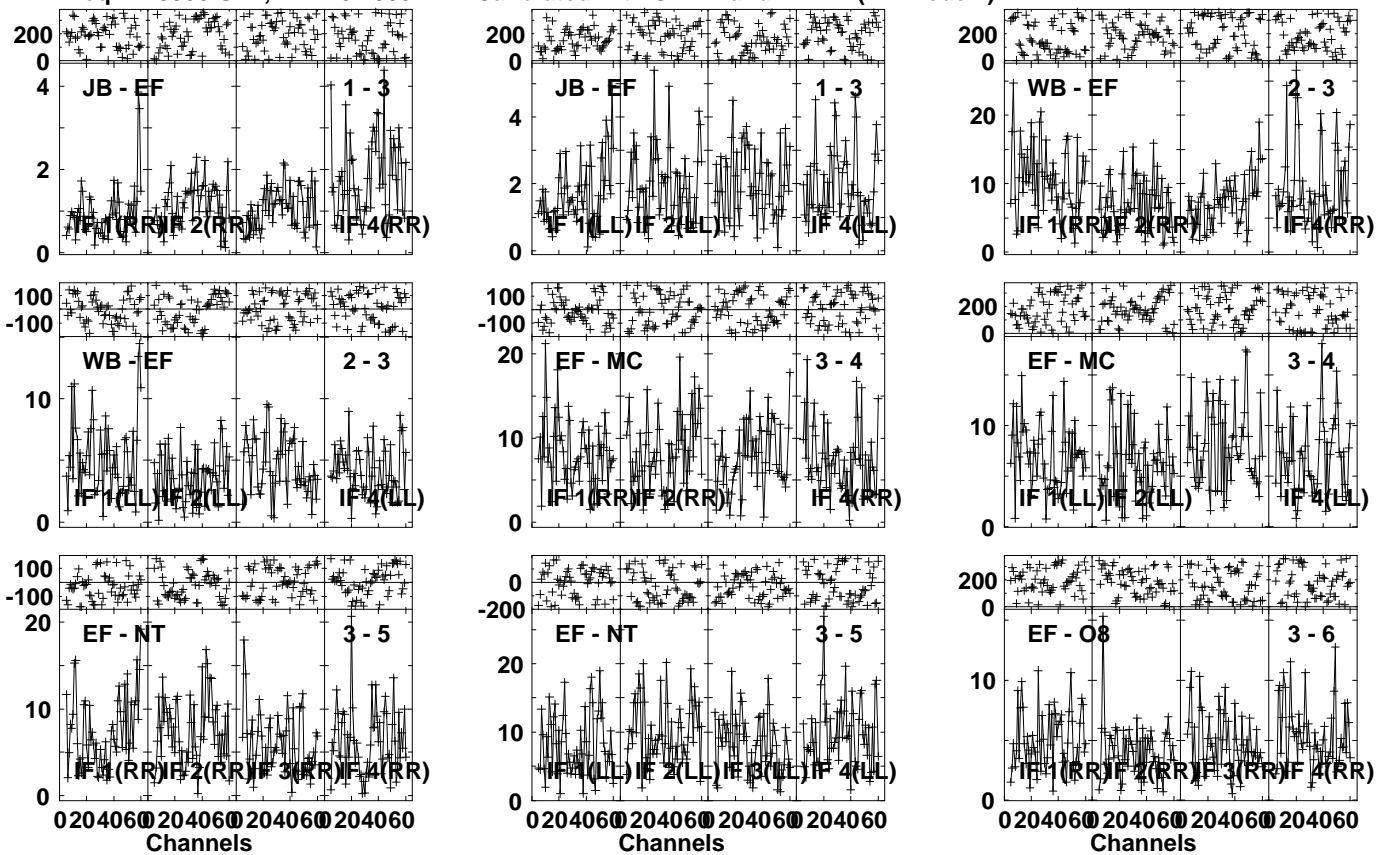 200 200 200
0 0 0
JB - EF 1 - 3 JB - EF 1 - 3 WB - EF 2 - 3
4 4 20
2 2 10
IF 1(RR) IF 2(RR) IF 4(RR) IF 1(LL) IF 2(LL) IF 4(LL) IF 1(RR) IF 2(RR) IF 4(RR)
0 0 0
100 100 200
-100 -100 0
WB - EF 2 - 3 EF - MC 3 - 4 EF - MC 3 - 4
20
10 10 10
IF 1(LL) IF 2(LL) IF 4(LL) IF 1(RR) IF 2(RR) IF 4(RR) IF 1(LL) IF 2(LL) IF 4(LL)
0 0 0
100 0 200
-100 -200 0
EF - NT 3 - 5 EF - NT 3 - 5 EF - O8 3 - 6
20 20
10 10 10
IF 1(RR) IF 2(RR) IF 3(RR) IF 4(RR) IF 1(LL) IF 2(LL) IF 3(LL) IF 4(LL) IF 1(RR) IF 2(RR) IF 3(RR) IF 4(RR)
0 0 0
0 20 40 60 0 20 40 60 0 20 40 60 0 20 40 60 0 20 40 60 0 20 40 60 0 20 40 60 0 20 40 60 0 20 40 60 0 20 40 60 0 20 40 60 0 20 40 60
Channels Channels Channels